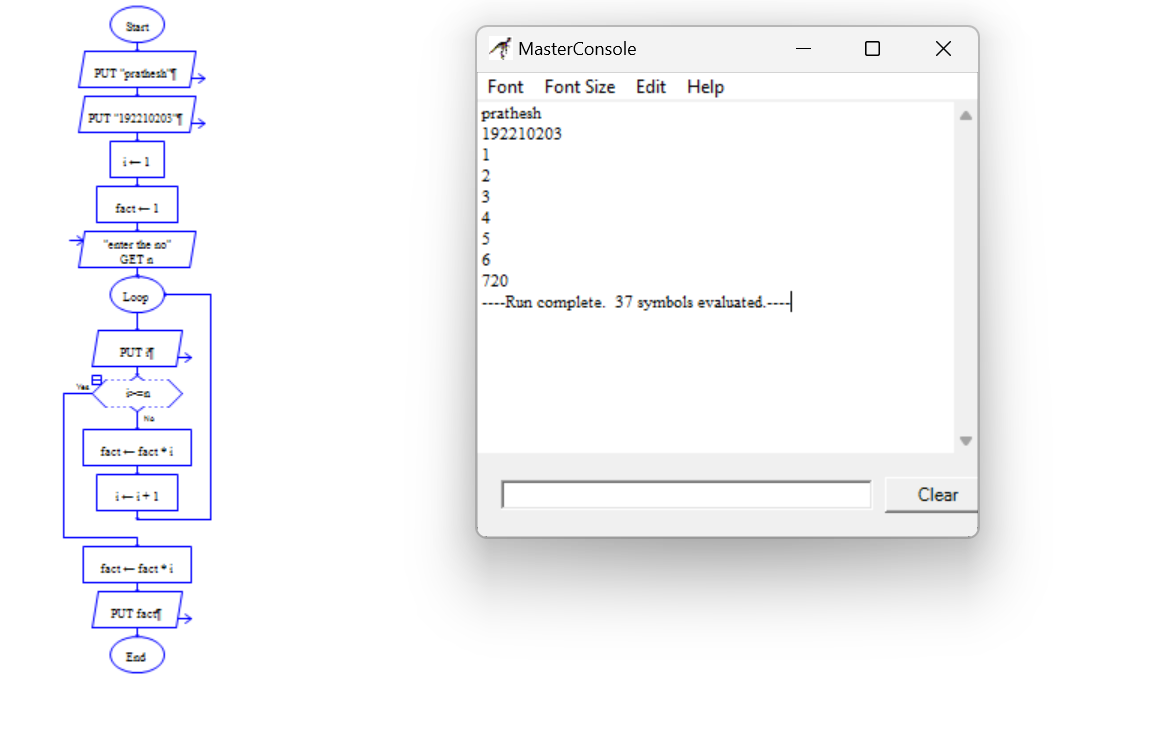 Start
PUT "prathesh"¶
PUT "192210203"¶
i ← 1
fact ← 1
"enter the no"
GET n
Loop
PUT i¶
Yes
i>=n
No
fact ← fact * i
i ← i + 1
fact ← fact * i
PUT fact¶
End
MasterConsole
Font Font Size Edit Help
prathesh
192210203
1
2
3
4
5
6
720
----Run complete.  37 symbols evaluated.----
Clear